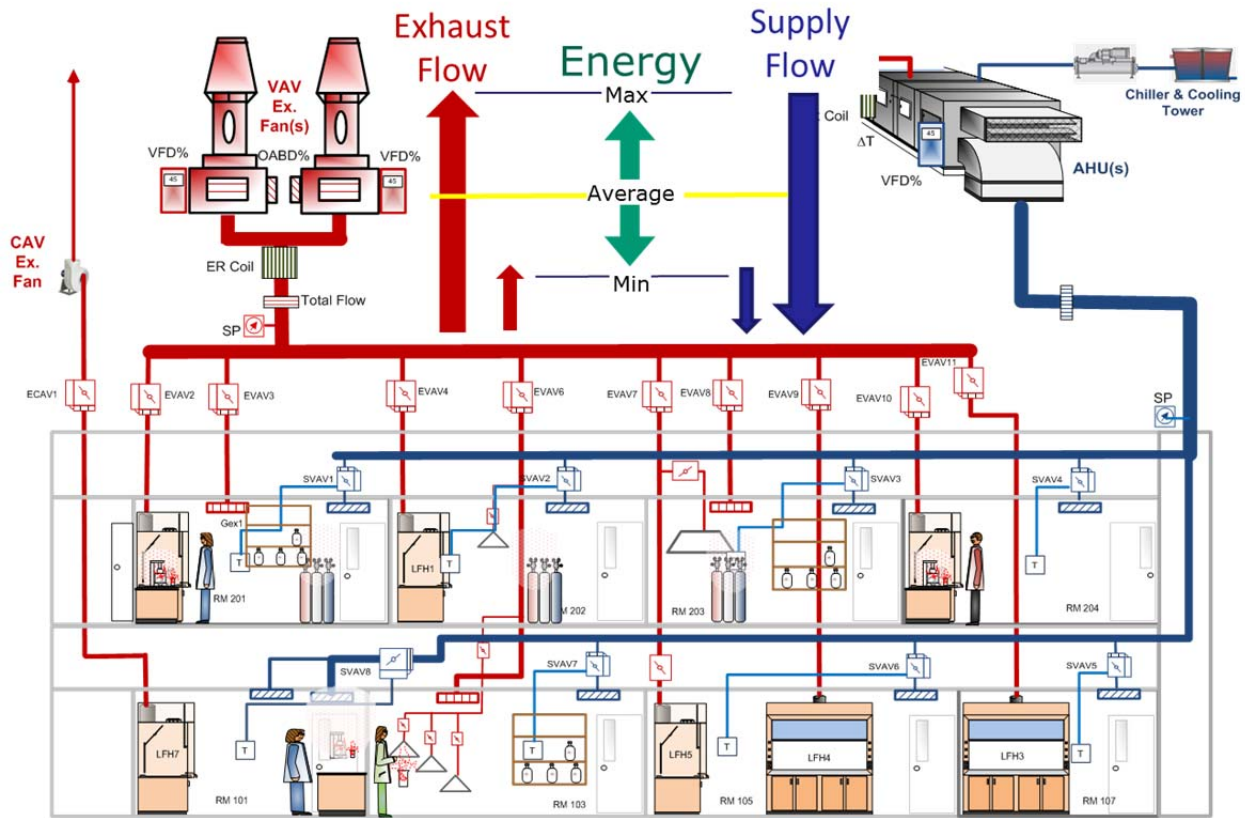 Exhaust
Flow
Energy
Supply
Flow
Max
Average
Min
VAV
Ex.
Fan(s)
VFD%
OABD%
VFD%
45
45
ER Coil
Total Flow
SP
CAV
Ex.
Fan
Coil
ΔT
45
VFD%
AHU(s)
Chiller & Cooling
Tower
SP
ECAV1
EVAV2
EVAV3
EVAV4
EVAV6
EVAV7
EVAV8
EVAV9
EVAV10
EVAV11
SVAV1
SVAV2
SVAV3
SVAV4
Gex1
T
RM 201
LFH1
T
202
RM 203
T
RM 204
SVAV8
SVAV7
SVAV6
SVAV5
LFH7
T
RM 101
T
RM 103
LFH5
T
RM 105
LFH4
LFH3
T
RM 107